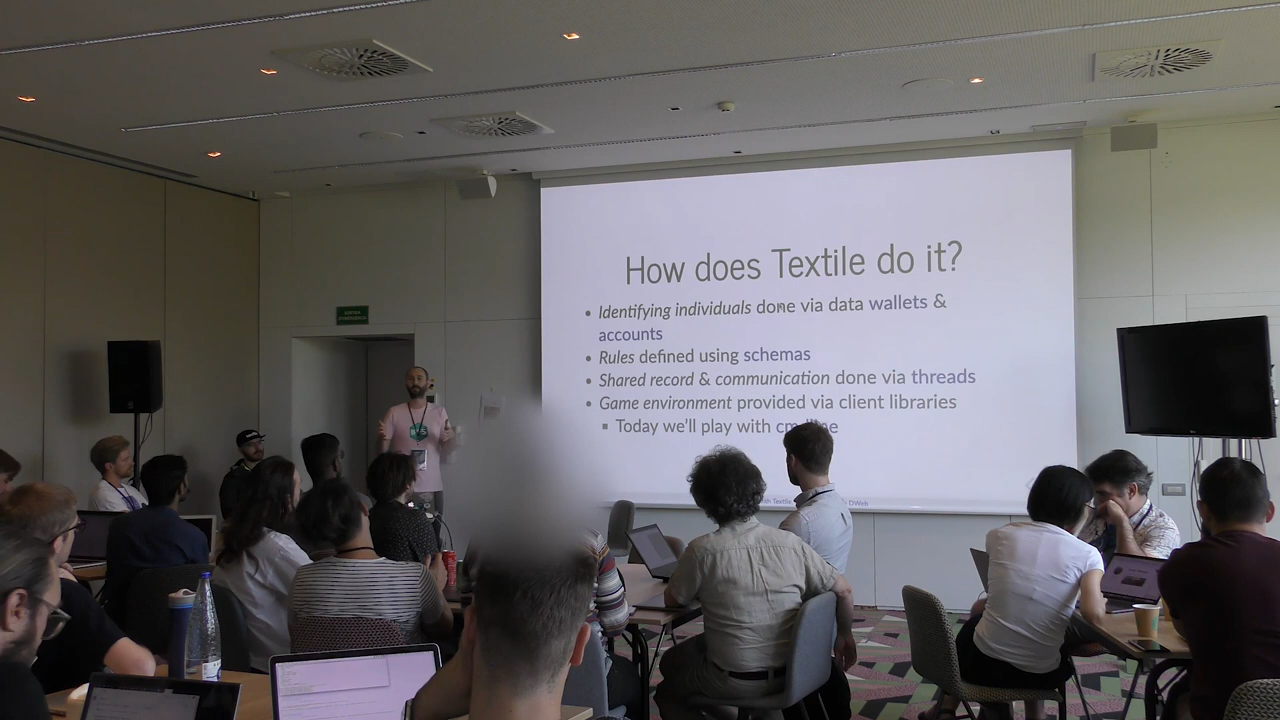 How does Textile do it?
Identifying individuals done via data wallets &
accounts
Rules defined using schemas
Shared record & communication done via threads
Game environment provided via client libraries
Today we'll play with